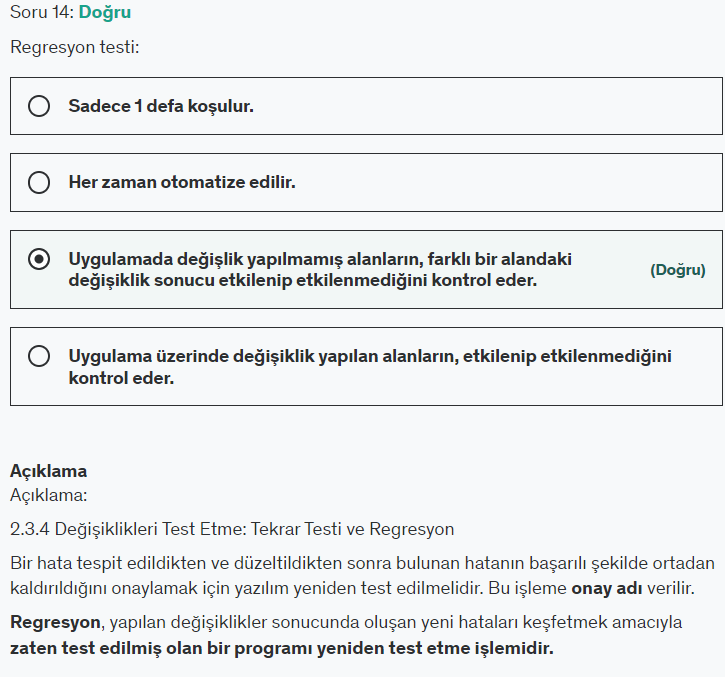 Soru 14: Doğru
Regresyon testi:
Sadece 1 defa koşulur.
Her zaman otomatize edilir.
Uygulamada değişlik yapılmamış alanların, farklı bir alandaki
değişiklik sonucu etkilenip etkilenmediğini kontrol eder.
(Doğru)
Uygulama üzerinde değişiklik yapılan alanların, etkilenip etkilenmediğini
kontrol eder.
Açıklama
Açıklama:
2.3.4 Değişiklikleri Test Etme: Tekrar Testi ve Regresyon
Bir hata tespit edildikten ve düzeltildikten sonra bulunan hatanın başarılı şekilde ortadan
kaldırıldığını onaylamak için yazılım yeniden test edilmelidir. Bu işleme onay adı verilir.
Regresyon, yapılan değişiklikler sonucunda oluşan yeni hataları keşfetmek amacıyla
zaten test edilmiş olan bir programı yeniden test etme işlemidir.